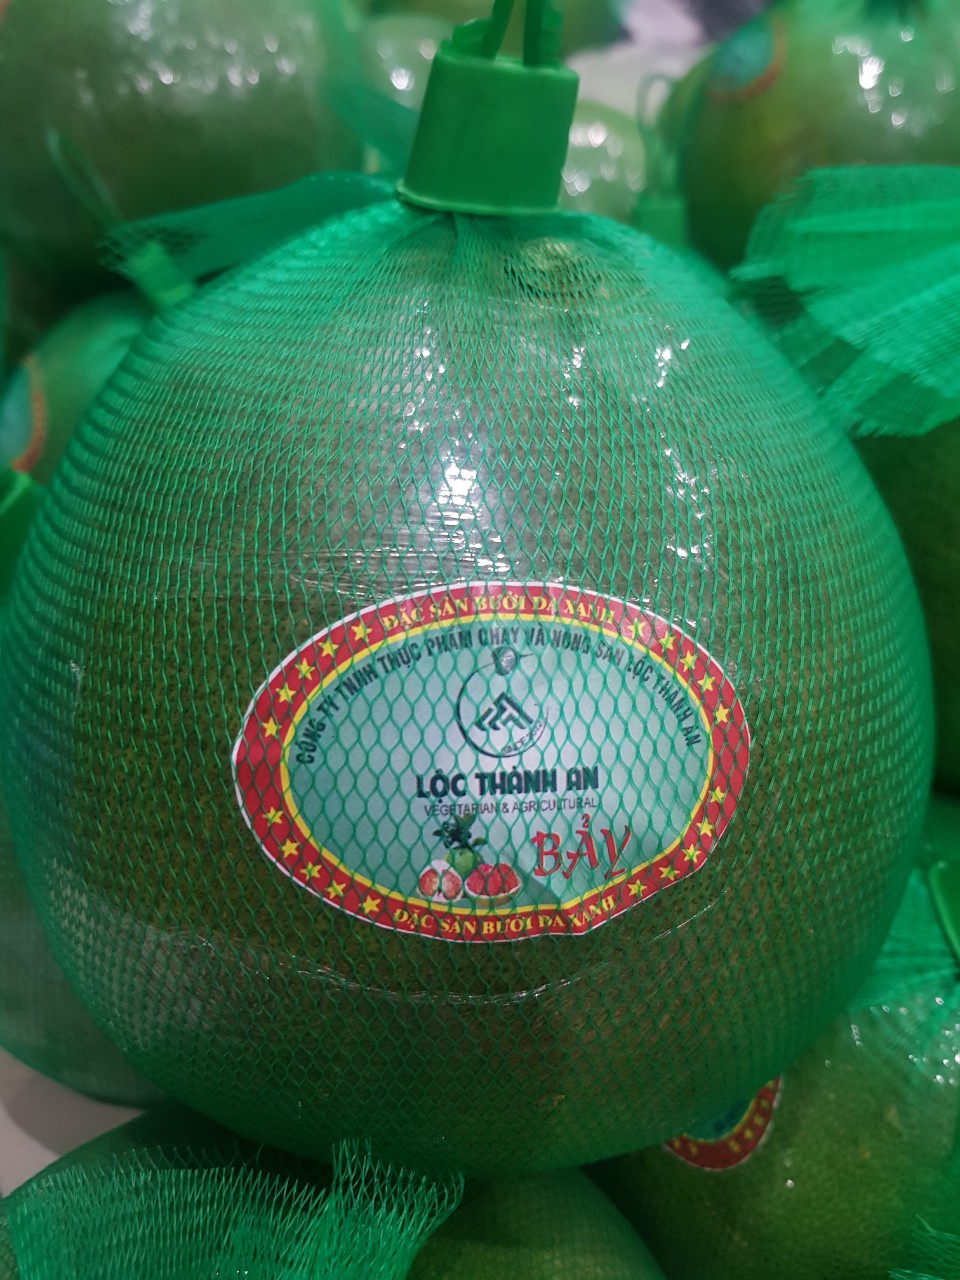 ĐẶC SẢN BƯỞI DA XANH
CÔNG TY TNHH THỰC PHẨM CHAY VÀ NÔNG SẢN LỘC THÀNH AN
LỘC THÀNH AN
VEGETARIAN & AGRICULTURAL
BẢY
2
ĐẶC SẢN BƯỞI DA XANH